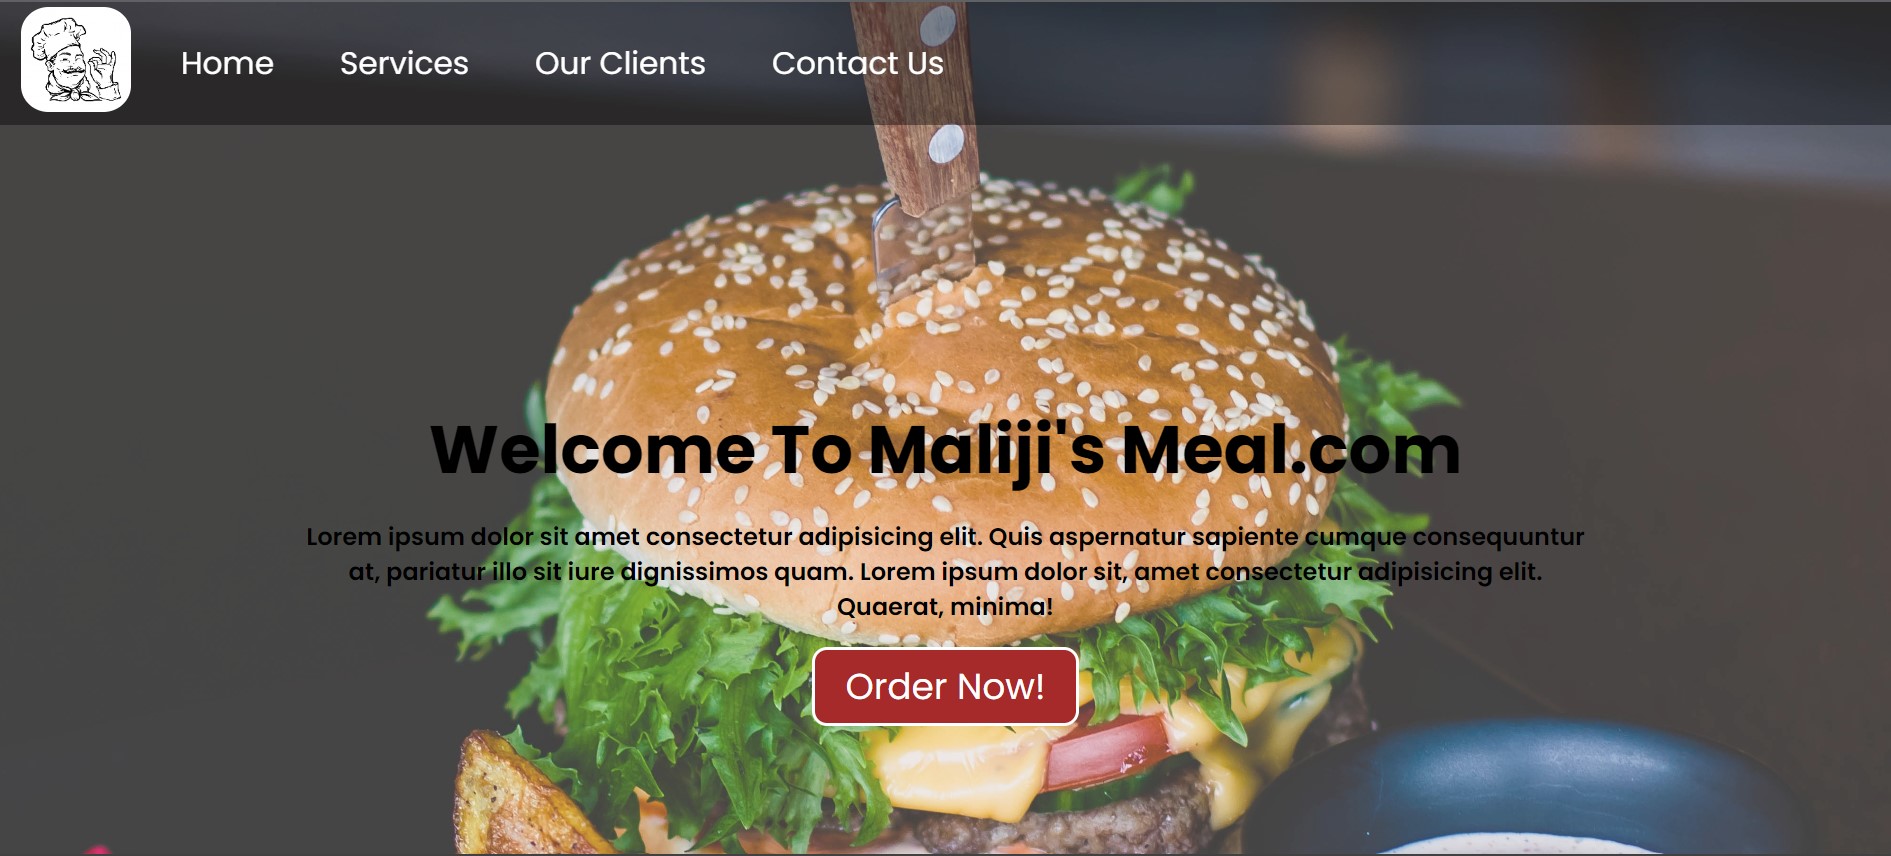 Home
Services
Our Clients
Contact Us
Welcome To Maliji's Meal.com
Lorem ipsum dolor sit amet consectetur adipisicing elit. Quis aspernatur sapiente cumque consequuntur
at, pariatur illo sit iure dignissimos quam. Lorem ipsum dolor sit, amet consectetur adipisicing elit.
Quaerat, minima!
Order Now!